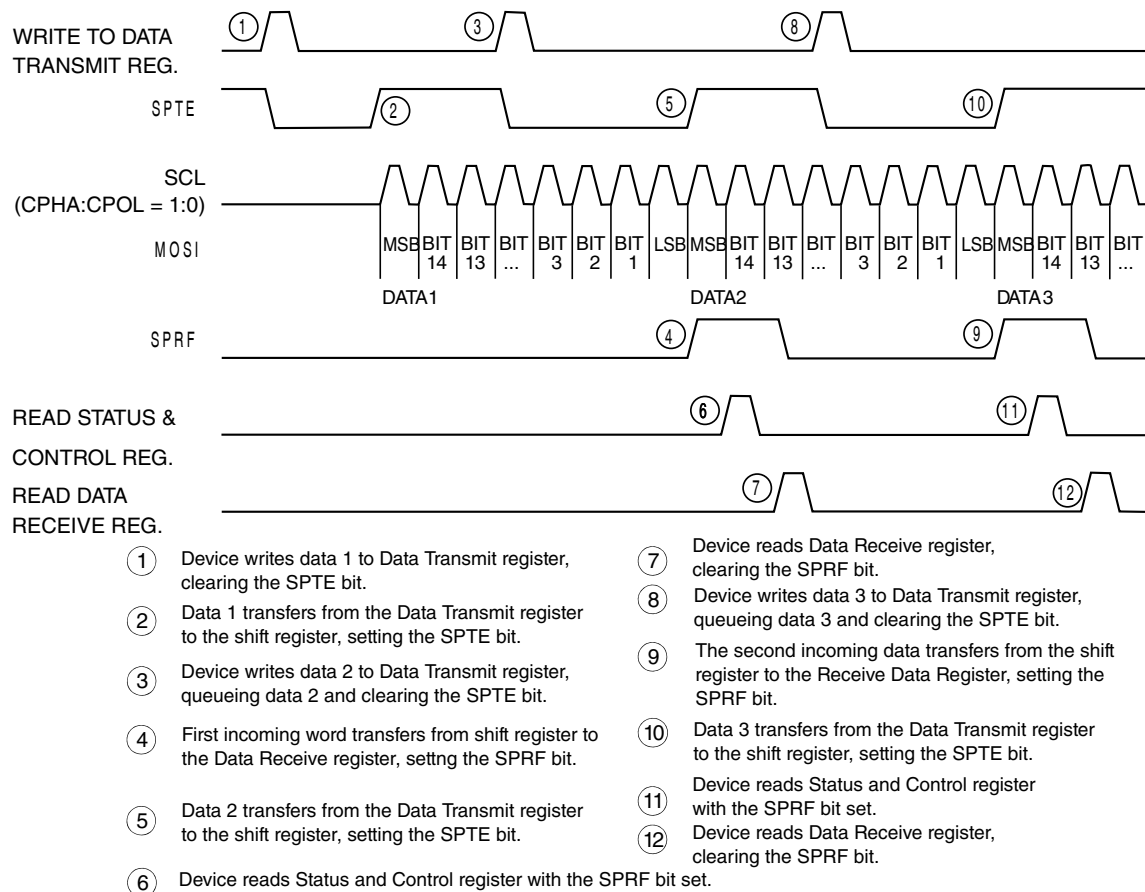 WRITE TO DATA
TRANSMIT REG.
1
3
8
SPTE
2
5
10
SCL
(CPHA:CPOL = 1:0)
MOSI
MSB BIT 14 BIT 13 BIT ... BIT 3 BIT 2 BIT 1 LSB MSB BIT 14 BIT 13 BIT ... BIT 3 BIT 2 BIT 1 LSB MSB BIT 14 BIT 13 BIT ...
DATA1 DATA2 DATA3
SPRF
4
9
READ STATUS &
CONTROL REG.
6
11
READ DATA
RECEIVE REG.
7
12
1 Device writes data 1 to Data Transmit register,
clearing the SPTE bit.
2 Data 1 transfers from the Data Transmit register
to the shift register, setting the SPTE bit.
3 Device writes data 2 to Data Transmit register,
queueing data 2 and clearing the SPTE bit.
4 First incoming word transfers from shift register to
the Data Receive register, settng the SPRF bit.
5 Data 2 transfers from the Data Transmit register
to the shift register, setting the SPTE bit.
6 Device reads Status and Control register with the SPRF bit set.
7 Device reads Data Receive register,
clearing the SPRF bit.
8 Device writes data 3 to Data Transmit register,
queueing data 3 and clearing the SPTE bit.
9 The second incoming data transfers from the shift
register to the Receive Data Register, setting the
SPRF bit.
10 Data 3 transfers from the Data Transmit register
to the shift register, setting the SPTE bit.
11 Device reads Status and Control register
with the SPRF bit set.
12 Device reads Data Receive register,
clearing the SPRF bit.